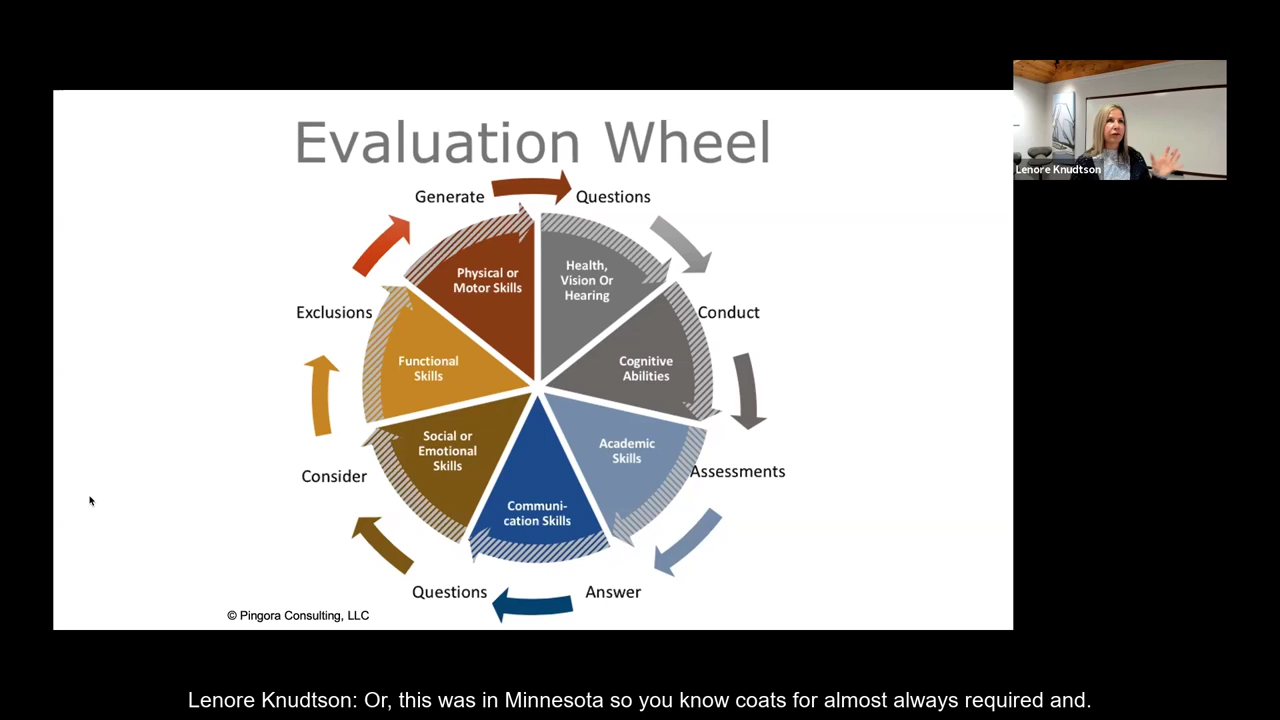 Evaluation Wheel
Generate
Questions
Conduct
Assessments
Answer
Questions
Consider
Exclusions
Physical or
Motor Skills
Health,
Vision Or
Hearing
Cognitive
Abilities
Academic
Skills
Communi-
cation Skills
Social or
Emotional
Skills
Functional
Skills
© Pingora Consulting, LLC
Lenore Knudtson
Lenore Knudtson: Or, this was in Minnesota so you know coats for almost always required and.